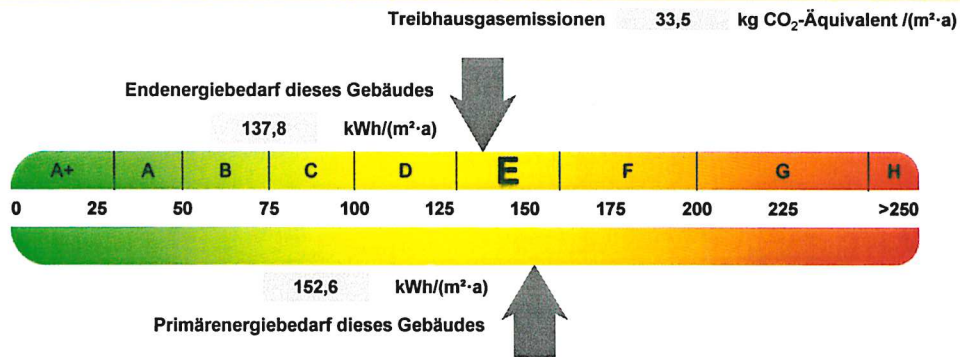 Treibhausgasemissionen 33,5 kg CO₂-Äquivalent /(m²·a)
Endenergiebedarf dieses Gebäudes
137,8 kWh/(m²·a)
A+ A B C D E F G H
0 25 50 75 100 125 150 175 200 225 >250
152,6 kWh/(m²·a)
Primärenergiebedarf dieses Gebäudes